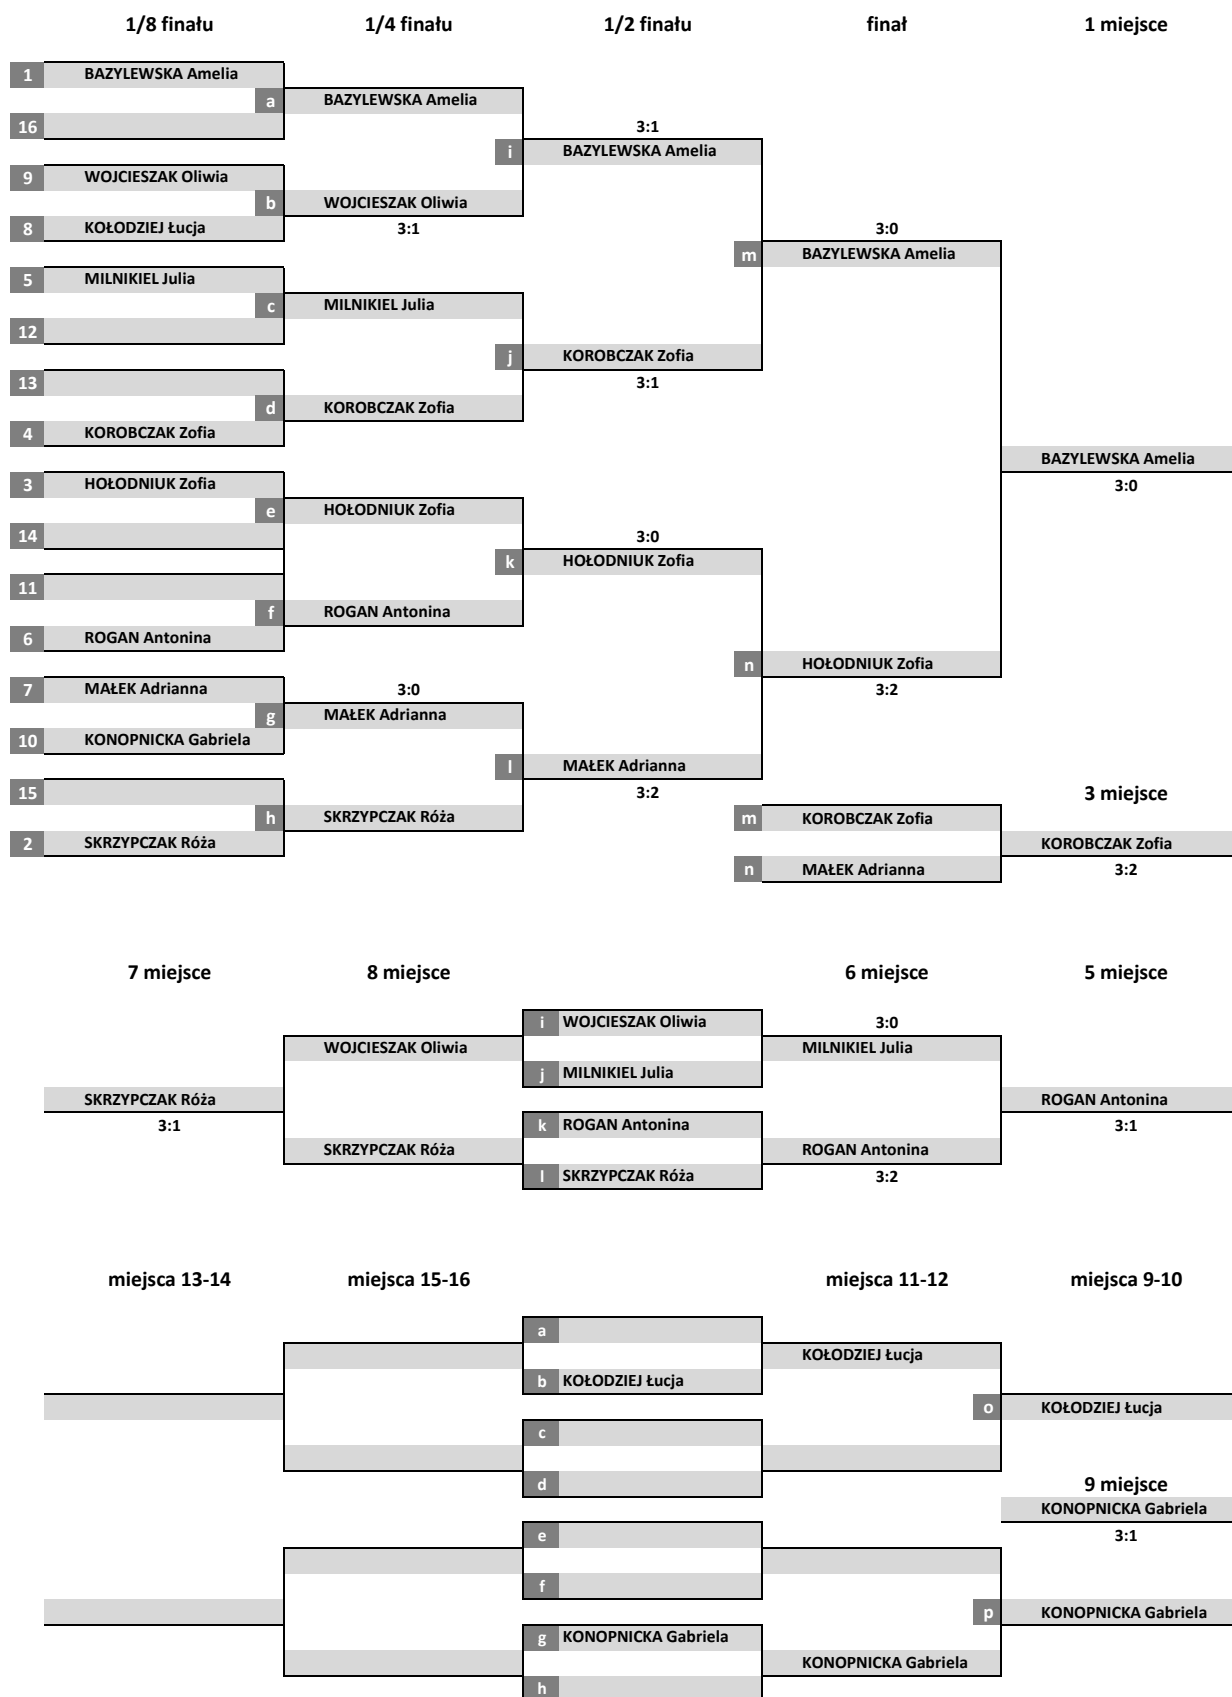 1/8 finału 1/4 finału 1/2 finału finał 1 miejsce
1 BAZYLEWSKA Amelia
a BAZYLEWSKA Amelia
16 3:1
i BAZYLEWSKA Amelia
9 WOJCIESZAK Oliwia
b WOJCIESZAK Oliwia
8 KOŁODZIEJ Łucja 3:1 3:0
m BAZYLEWSKA Amelia
5 MILNIKIEL Julia
c MILNIKIEL Julia
12
j KOROBCZAK Zofia
13 3:1
d KOROBCZAK Zofia
4 KOROBCZAK Zofia
BAZYLEWSKA Amelia
3 HOŁODNIUK Zofia 3:0
e HOŁODNIUK Zofia
14 3:0
k HOŁODNIUK Zofia
11
f ROGAN Antonina
6 ROGAN Antonina
n HOŁODNIUK Zofia
7 MAŁEK Adrianna 3:0 3:2
g MAŁEK Adrianna
10 KONOPNICKA Gabriela
l MAŁEK Adrianna
15 3:2 3 miejsce
h SKRZYPCZAK Róża m KOROBCZAK Zofia
2 SKRZYPCZAK Róża KOROBCZAK Zofia
n MAŁEK Adrianna 3:2
7 miejsce 8 miejsce 6 miejsce 5 miejsce
i WOJCIESZAK Oliwia 3:0
WOJCIESZAK Oliwia MILNIKIEL Julia
j MILNIKIEL Julia
SKRZYPCZAK Róża ROGAN Antonina
3:1 k ROGAN Antonina 3:1
SKRZYPCZAK Róża ROGAN Antonina
l SKRZYPCZAK Róża 3:2
miejsca 13-14 miejsca 15-16 miejsca 11-12 miejsca 9-10
a
KOŁODZIEJ Łucja
b KOŁODZIEJ Łucja
o KOŁODZIEJ Łucja
c
d 9 miejsce
KONOPNICKA Gabriela
e 3:1
f
p KONOPNICKA Gabriela
g KONOPNICKA Gabriela
KONOPNICKA Gabriela
h